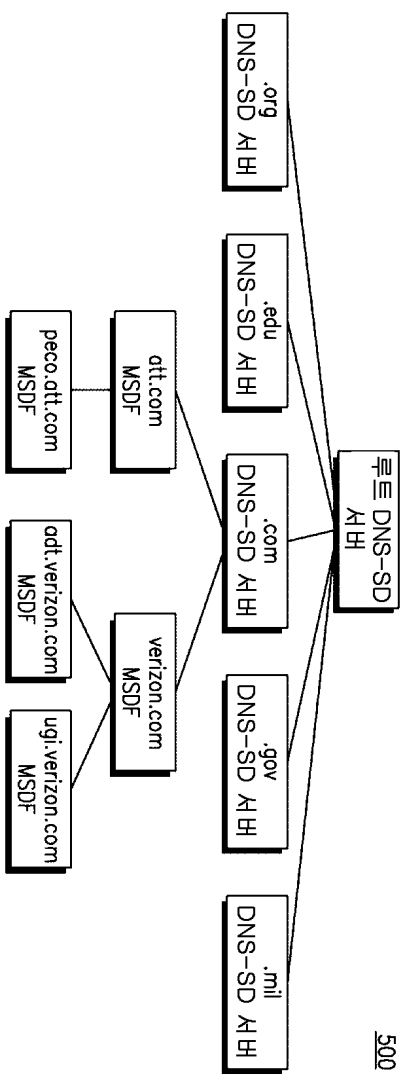 500
루트 DNS-SD
서버
.org
DNS-SD 서버
.edu
DNS-SD 서버
.com
DNS-SD 서버
.gov
DNS-SD 서버
.mil
DNS-SD 서버
att.com
MSDF
verizon.com
MSDF
peco.att.com
MSDF
adt.verizon.com
MSDF
ugi.verizon.com
MSDF